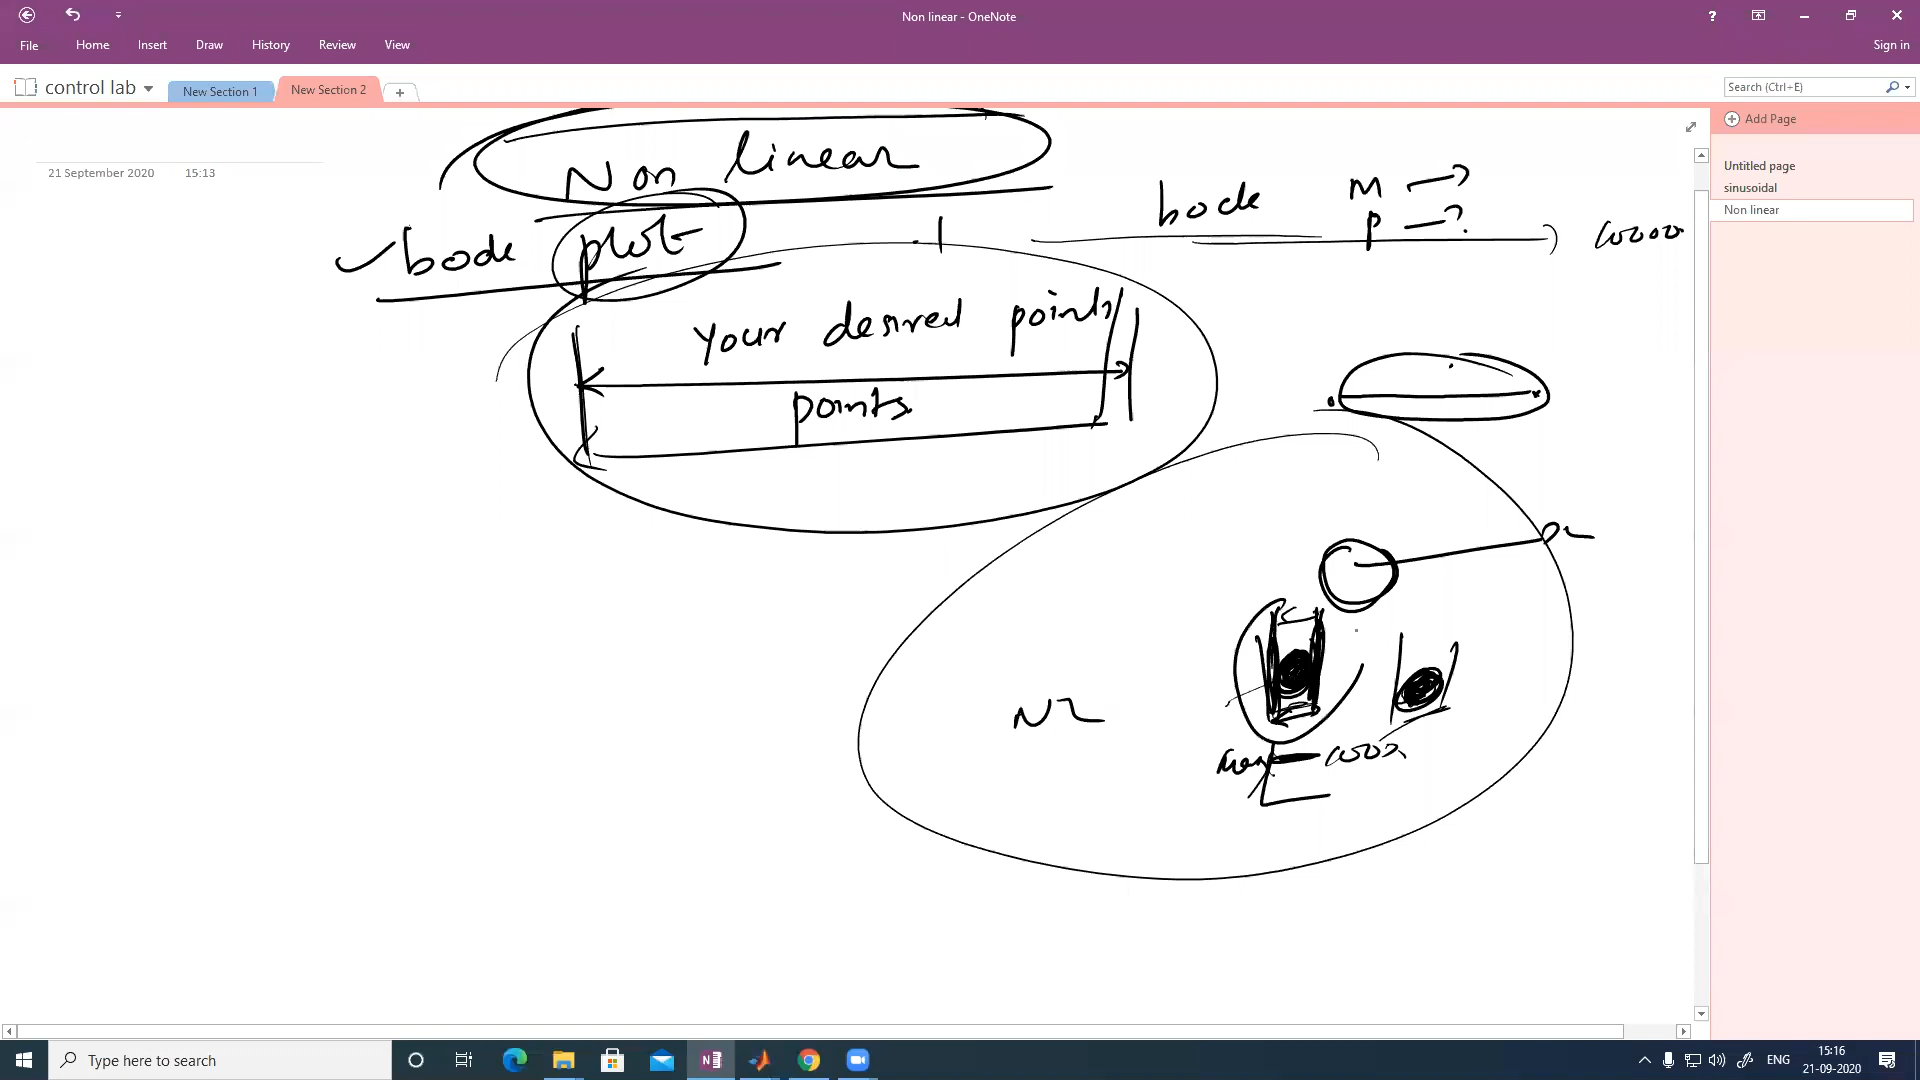 Non linear - OneNote
File Home Insert Draw History Review View
Sign in
control lab New Section 1 New Section 2
Search (Ctrl+E)
Add Page
Untitled page
sinusoidal
Non linear
21 September 2020 15:13
Non linear
bode plot
.1
bode M → ?
P → ?
Your desired points
points
NL
Type here to search
ENG
15:16
21-09-2020